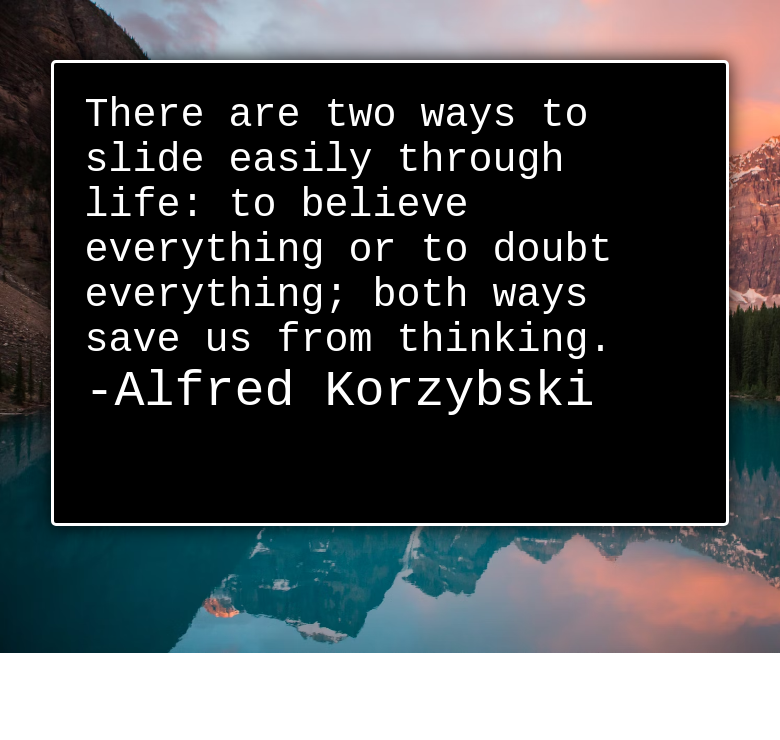 There are two ways to
slide easily through
life: to believe
everything or to doubt
everything; both ways
save us from thinking.
-Alfred Korzybski